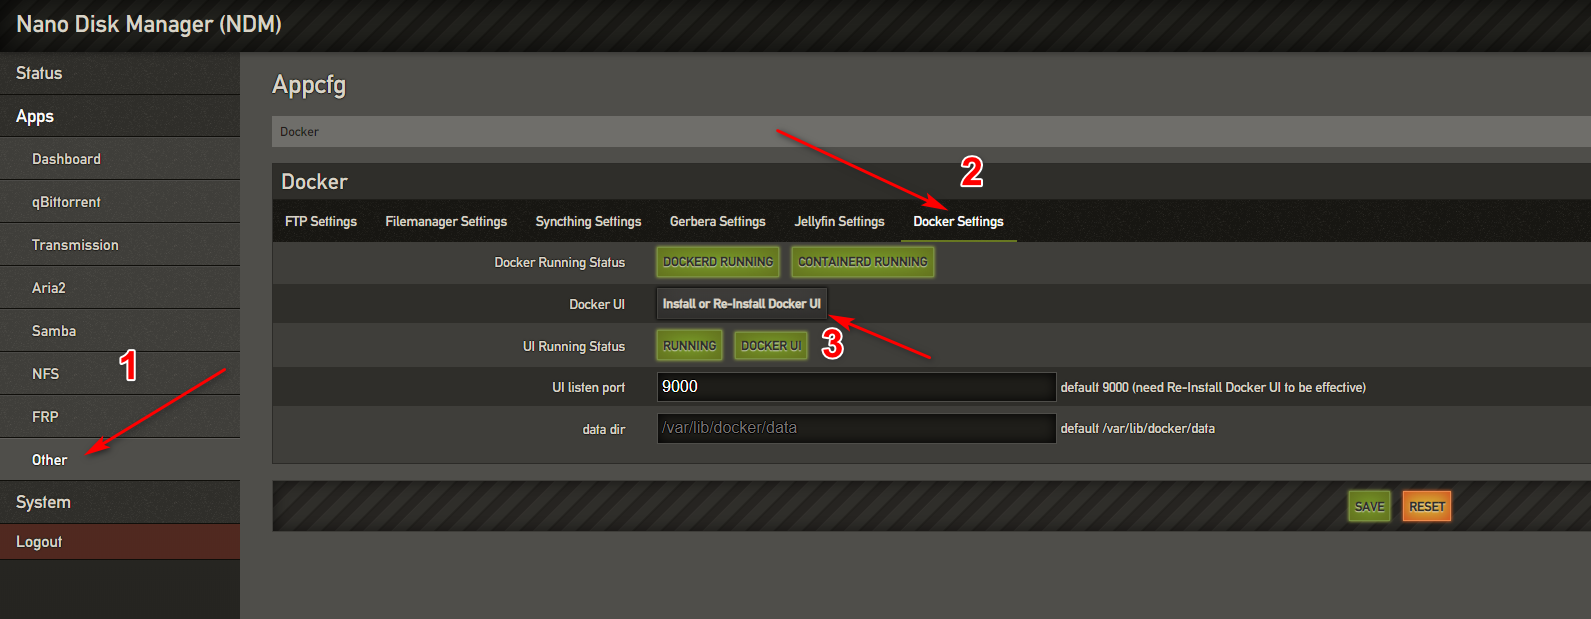 Nano Disk Manager (NDM)
Status
Apps
Dashboard
qBittorrent
Transmission
Aria2
Samba
NFS
1
FRP
Other
System
Logout
Appcfg
Docker
2
Docker
FTP Settings Filemanager Settings Syncthing Settings Gerbera Settings Jellyfin Settings Docker Settings
Docker Running Status DOCKERD RUNNING CONTAINERD RUNNING
Docker UI Install or Re-Install Docker UI
UI Running Status RUNNING DOCKER UI 3
UI listen port 9000 default 9000 (need Re-Install Docker UI to be effective)
data dir /var/lib/docker/data default /var/lib/docker/data
SAVE RESET